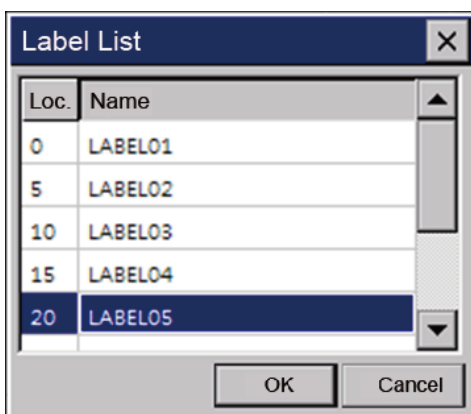 Label List
Loc. Name
0 LABEL01
5 LABEL02
10 LABEL03
15 LABEL04
20 LABEL05
OK Cancel